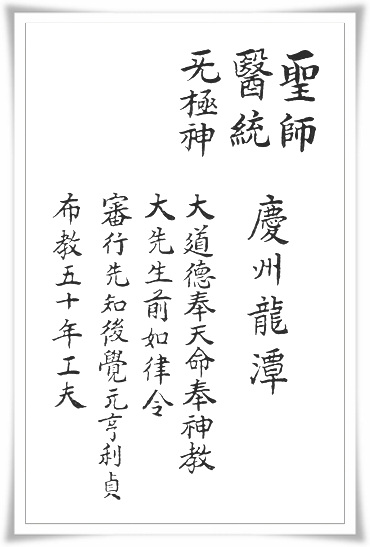 聖師
醫統 慶州龍潭
无極神 大道德奉天命奉神教
大先生前如律令
審行先知後覺元亨利貞
布教五十年工夫